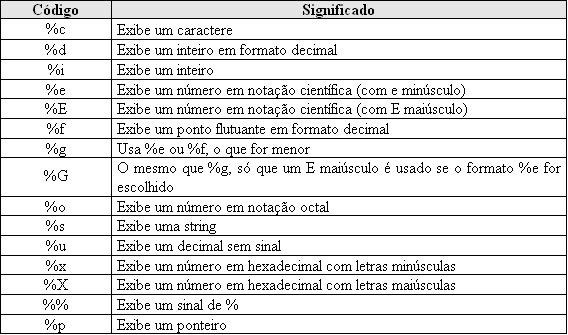 Código Significado
%c Exibe um caractere
%d Exibe um inteiro em formato decimal
%i Exibe um inteiro
%e Exibe um número em notação científica (com e minúsculo)
%E Exibe um número em notação científica (com E maiúsculo)
%f Exibe um ponto flutuante em formato decimal
%g Usa %e ou %f, o que for menor
%G O mesmo que %g, só que um E maiúsculo é usado se o formato %e for
escolhido
%o Exibe um número em notação octal
%s Exibe uma string
%u Exibe um decimal sem sinal
%x Exibe um número em hexadecimal com letras minúsculas
%X Exibe um número em hexadecimal com letras maiúsculas
%% Exibe um sinal de %
%p Exibe um ponteiro